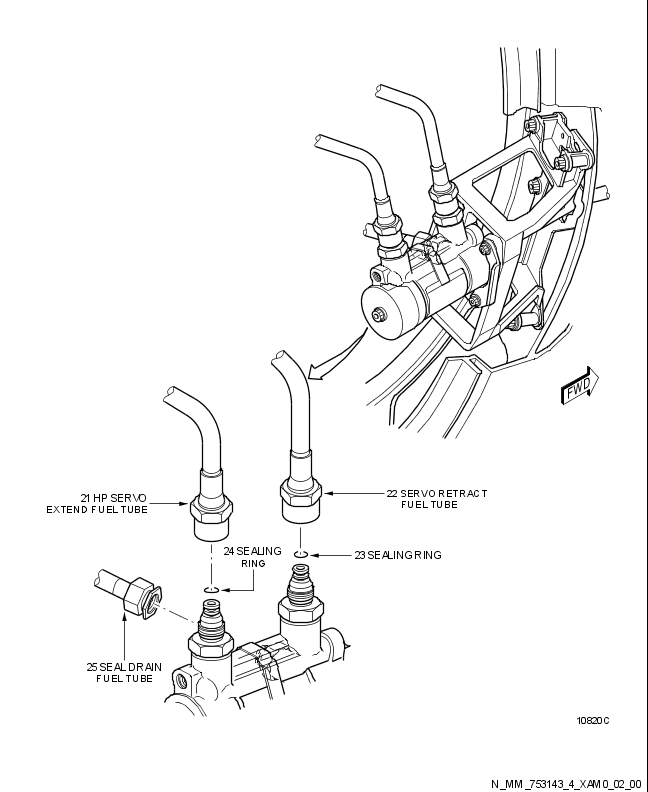 FWD
21 HP SERVO
EXTEND FUEL TUBE
22 SERVO RETRACT
FUEL TUBE
24 SEALING
RING
23 SEALING RING
25 SEAL DRAIN
FUEL TUBE
10820C
N_MM_753143_4_XAM0_02_00